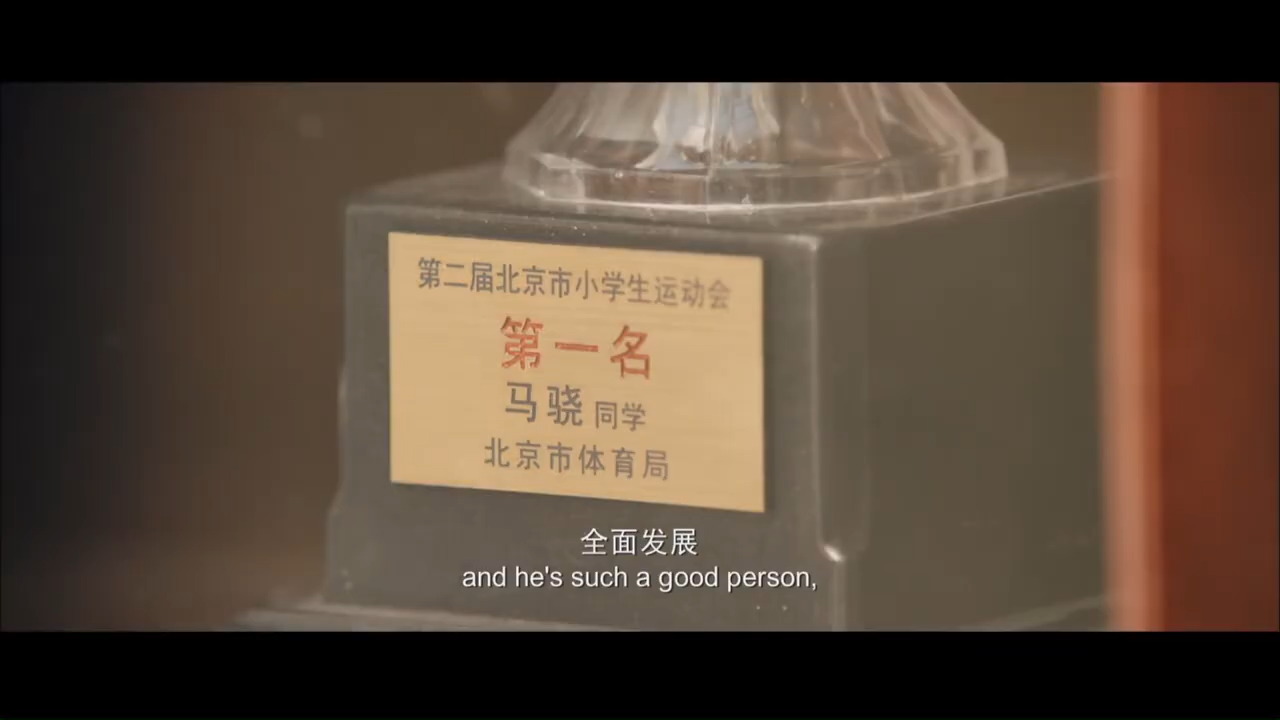 第二届北京市小学生运动会
第一名
马骁 同学
北京市体育局
全面发展
and he's such a good person,